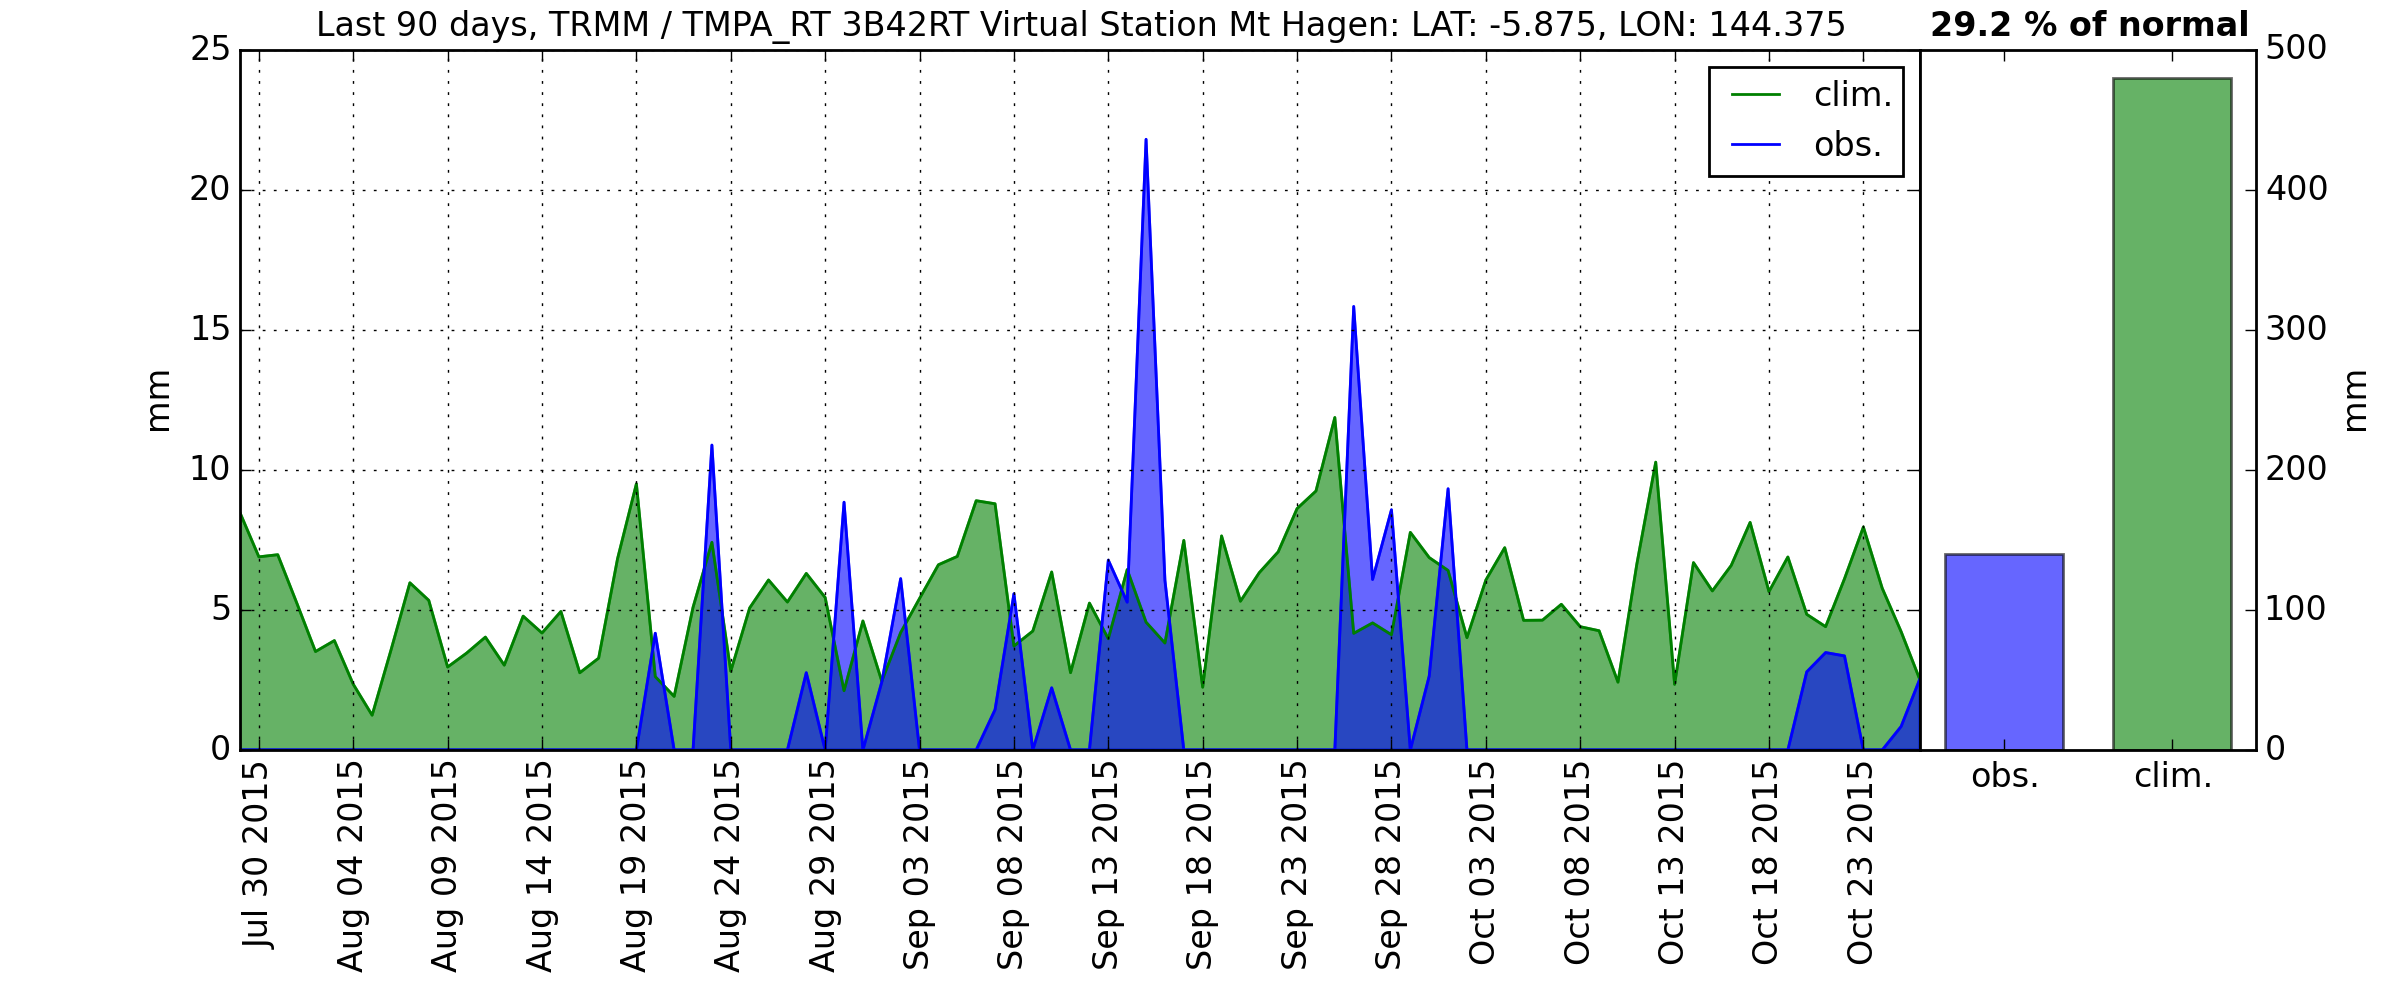 Last 90 days, TRMM / TMPA_RT 3B42RT Virtual Station Mt Hagen: LAT: -5.875, LON: 144.375
29.2 % of normal
25
20
15
10
5
0
mm
clim.
obs.
500
400
300
200
100
0
mm
Jul 30 2015
Aug 04 2015
Aug 09 2015
Aug 14 2015
Aug 19 2015
Aug 24 2015
Aug 29 2015
Sep 03 2015
Sep 08 2015
Sep 13 2015
Sep 18 2015
Sep 23 2015
Sep 28 2015
Oct 03 2015
Oct 08 2015
Oct 13 2015
Oct 18 2015
Oct 23 2015
obs.
clim.